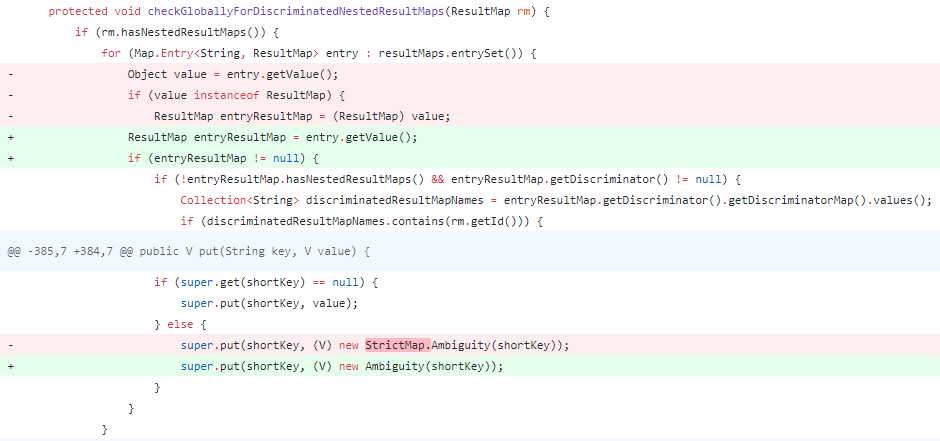 protected void checkGloballyForDiscriminatedNestedResultMaps(ResultMap rm) {
if (rm.hasNestedResultMaps()) {
for (Map.Entry<String, ResultMap> entry : resultMaps.entrySet()) {
- Object value = entry.getValue();
- if (value instanceof ResultMap) {
- ResultMap entryResultMap = (ResultMap) value;
+ ResultMap entryResultMap = entry.getValue();
+ if (entryResultMap != null) {
if (!entryResultMap.hasNestedResultMaps() && entryResultMap.getDiscriminator() != null) {
Collection<String> discriminatedResultMapNames = entryResultMap.getDiscriminator().getDiscriminatorMap().values();
if (discriminatedResultMapNames.contains(rm.getId())) {
@@ -385,7 +384,7 @@ public V put(String key, V value) {
if (super.get(shortKey) == null) {
super.put(shortKey, value);
} else {
- super.put(shortKey, (V) new StrictMap.Ambiguity(shortKey));
+ super.put(shortKey, (V) new Ambiguity(shortKey));
}
}
}